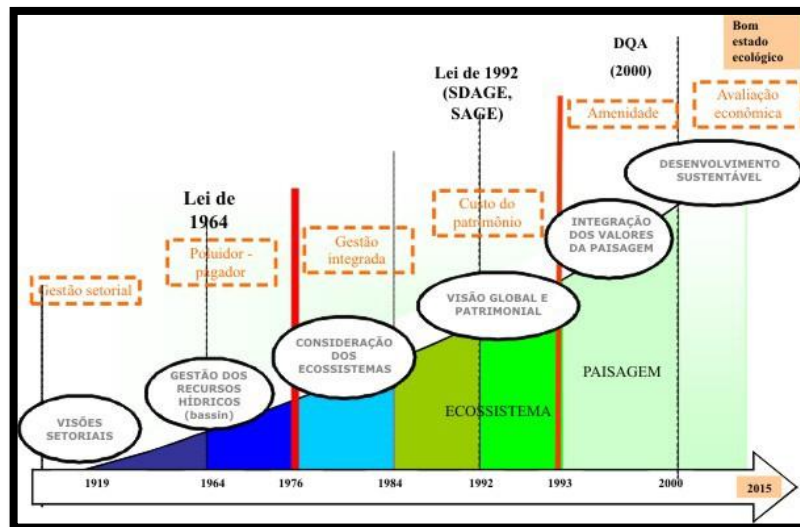 Bom
estado
ecológico
DQA
(2000)
Lei de 1992
(SDAGE,
SAGE)
Avaliação
econômica
Amenidade
DESENVOLVIMENTO
SUSTENTÁVEL
Lei de
1964
Custo do
patrimônio
INTEGRAÇÃO
DOS VALORES
DA PAISAGEM
Poluidor -
pagador
Gestão
integrada
Gestão setorial
VISÃO GLOBAL E
PATRIMONIAL
CONSIDERAÇÃO
DOS
ECOSSISTEMAS
GESTÃO DOS
RECURSOS
HÍDRICOS
(bassin)
PAISAGEM
ECOSSISTEMA
VISÕES
SETORIAIS
1919 1964 1976 1984 1992 1993 2000 2015